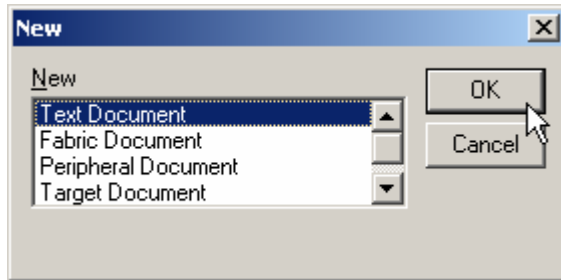 New
New
OK
Text Document
Fabric Document
Cancel
Peripheral Document
Target Document